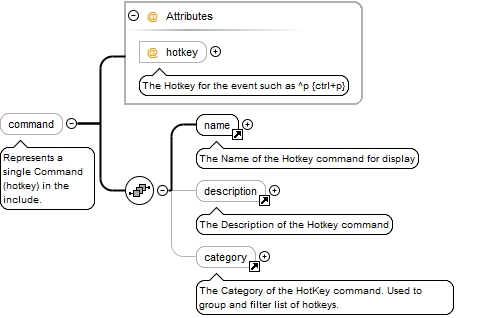 @ Attributes
@ hotkey
The Hotkey for the event such as ^p {ctrl+p}
command
Represents a
single Command
(hotkey) in the
include.
name
The Name of the Hotkey command for display
description
The Description of the Hotkey command
category
The Category of the HotKey command. Used to
group and filter list of hotkeys.